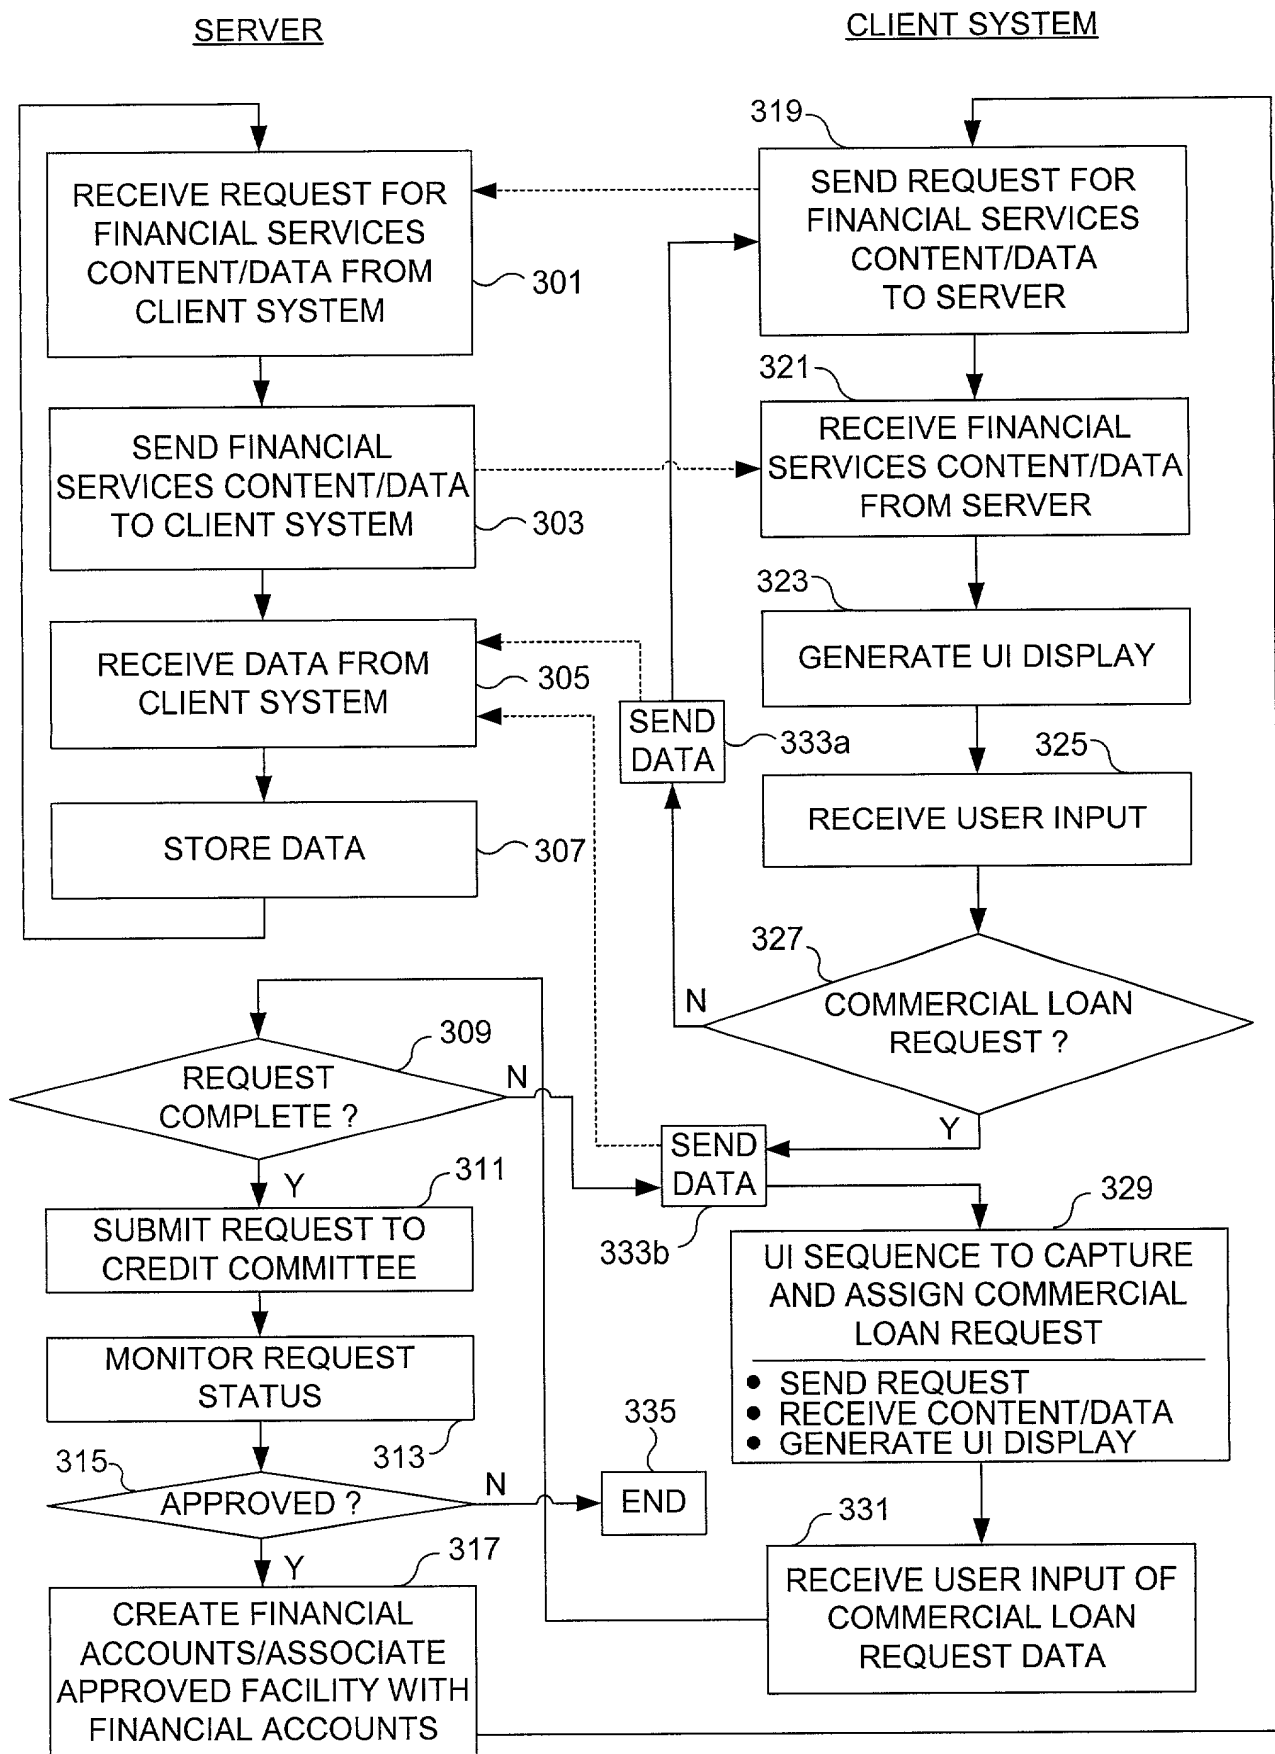 SERVER
CLIENT SYSTEM
RECEIVE REQUEST FOR
FINANCIAL SERVICES
CONTENT/DATA FROM
CLIENT SYSTEM
301
319
SEND REQUEST FOR
FINANCIAL SERVICES
CONTENT/DATA
TO SERVER
SEND FINANCIAL
SERVICES CONTENT/DATA
TO CLIENT SYSTEM
303
321
RECEIVE FINANCIAL
SERVICES CONTENT/DATA
FROM SERVER
323
GENERATE UI DISPLAY
RECEIVE DATA FROM
CLIENT SYSTEM
305
SEND
DATA
333a
325
RECEIVE USER INPUT
STORE DATA
307
327
COMMERCIAL LOAN
REQUEST ?
N
Y
309
REQUEST
COMPLETE ?
N
Y
SEND
DATA
333b
311
SUBMIT REQUEST TO
CREDIT COMMITTEE
329
UI SEQUENCE TO CAPTURE
AND ASSIGN COMMERCIAL
LOAN REQUEST
• SEND REQUEST
• RECEIVE CONTENT/DATA
• GENERATE UI DISPLAY
MONITOR REQUEST
STATUS
313
315
APPROVED ?
N
Y
335
END
331
RECEIVE USER INPUT OF
COMMERCIAL LOAN
REQUEST DATA
317
CREATE FINANCIAL
ACCOUNTS/ASSOCIATE
APPROVED FACILITY WITH
FINANCIAL ACCOUNTS